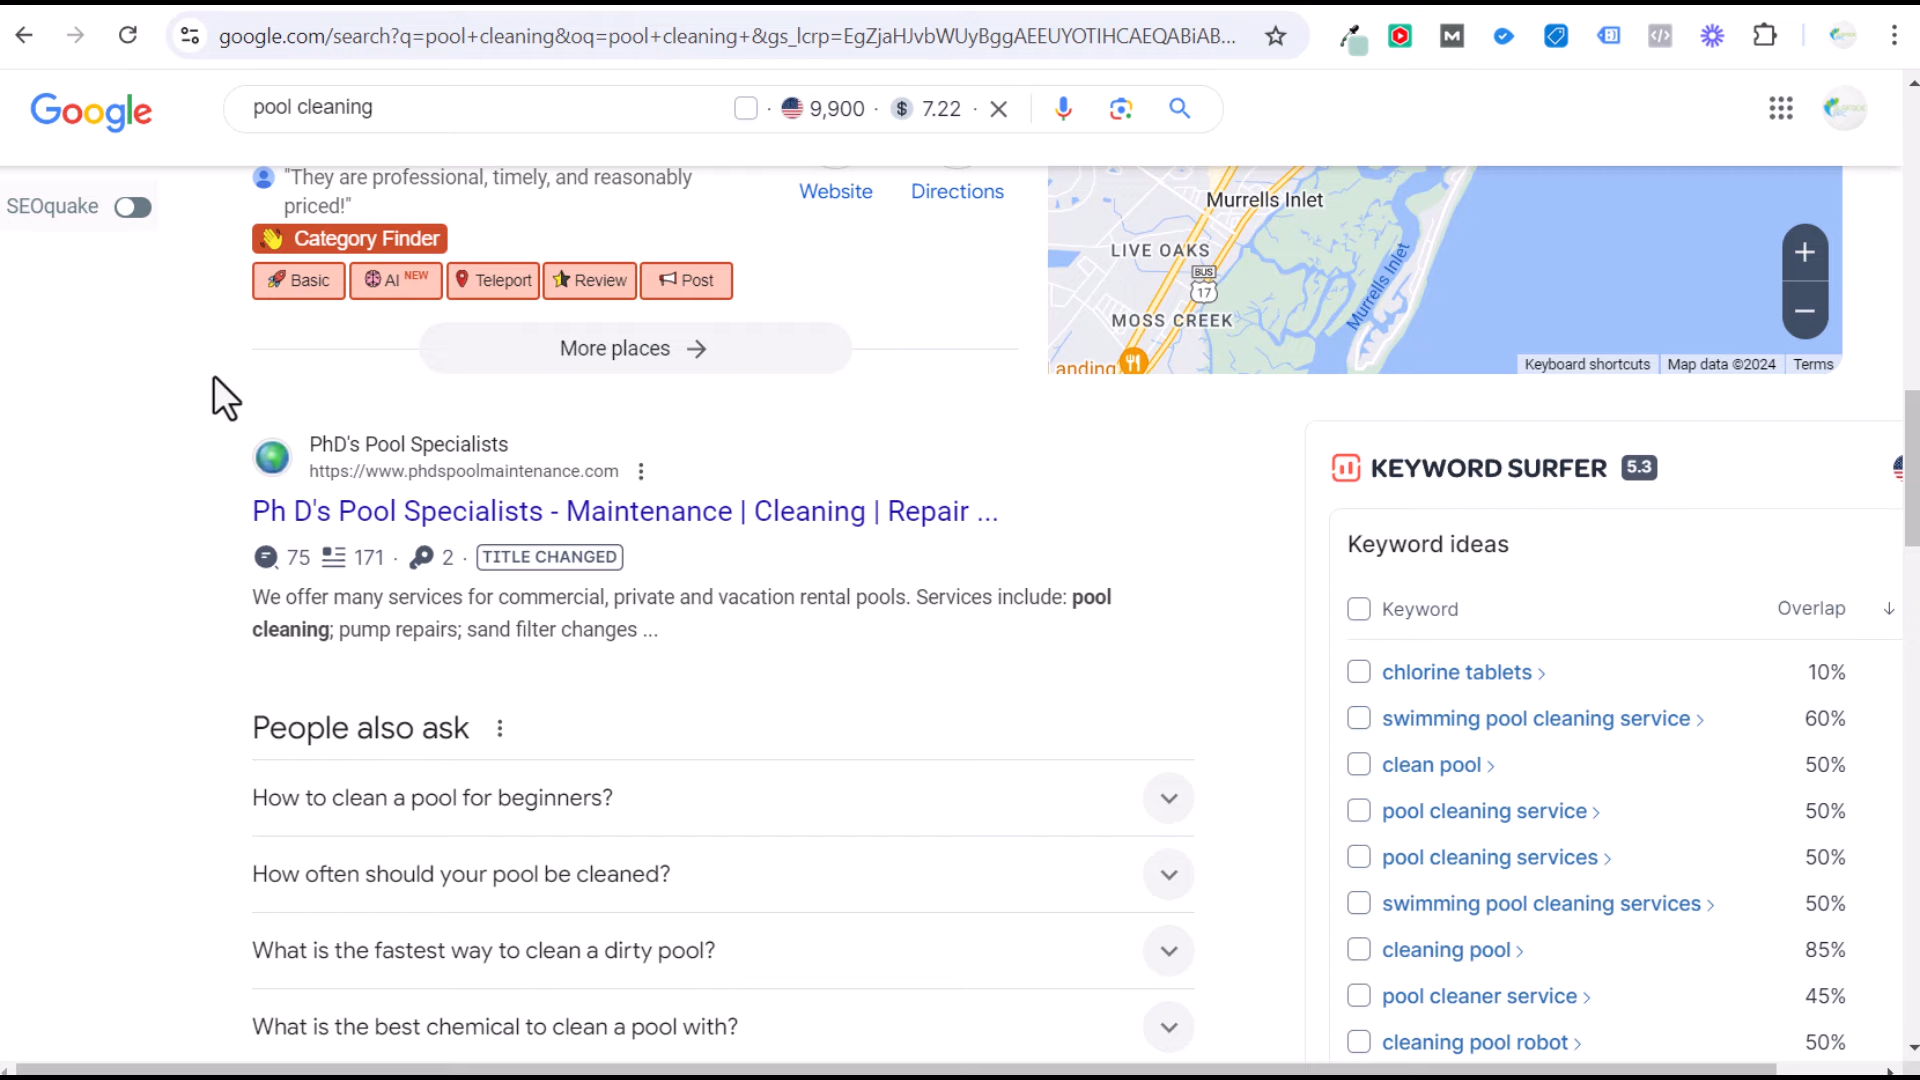 google.com/search?q=pool+cleaning&oq=pool+cleaning+&gs_lcrp=EgZjaHJvbWUyBggAEEUYOTIHCAEQABiAB...
Google
pool cleaning
9,900 · $ 7.22 ·
SEOquake
"They are professional, timely, and reasonably
priced!"
Website
Directions
Category Finder
Basic
AI NEW
Teleport
Review
Post
More places
Murrells Inlet
LIVE OAKS
BUS
17
MOSS CREEK
Murrells Inlet
anding
Keyboard shortcuts
Map data ©2024
Terms
PhD's Pool Specialists
https://www.phdspoolmaintenance.com
Ph D's Pool Specialists - Maintenance | Cleaning | Repair ...
75 171 · 2 · TITLE CHANGED
We offer many services for commercial, private and vacation rental pools. Services include: pool
cleaning; pump repairs; sand filter changes ...
People also ask
How to clean a pool for beginners?
How often should your pool be cleaned?
What is the fastest way to clean a dirty pool?
What is the best chemical to clean a pool with?
KEYWORD SURFER 5.3
Keyword ideas
Keyword Overlap
chlorine tablets 10%
swimming pool cleaning service 60%
clean pool 50%
pool cleaning service 50%
pool cleaning services 50%
swimming pool cleaning services 50%
cleaning pool 85%
pool cleaner service 45%
cleaning pool robot 50%